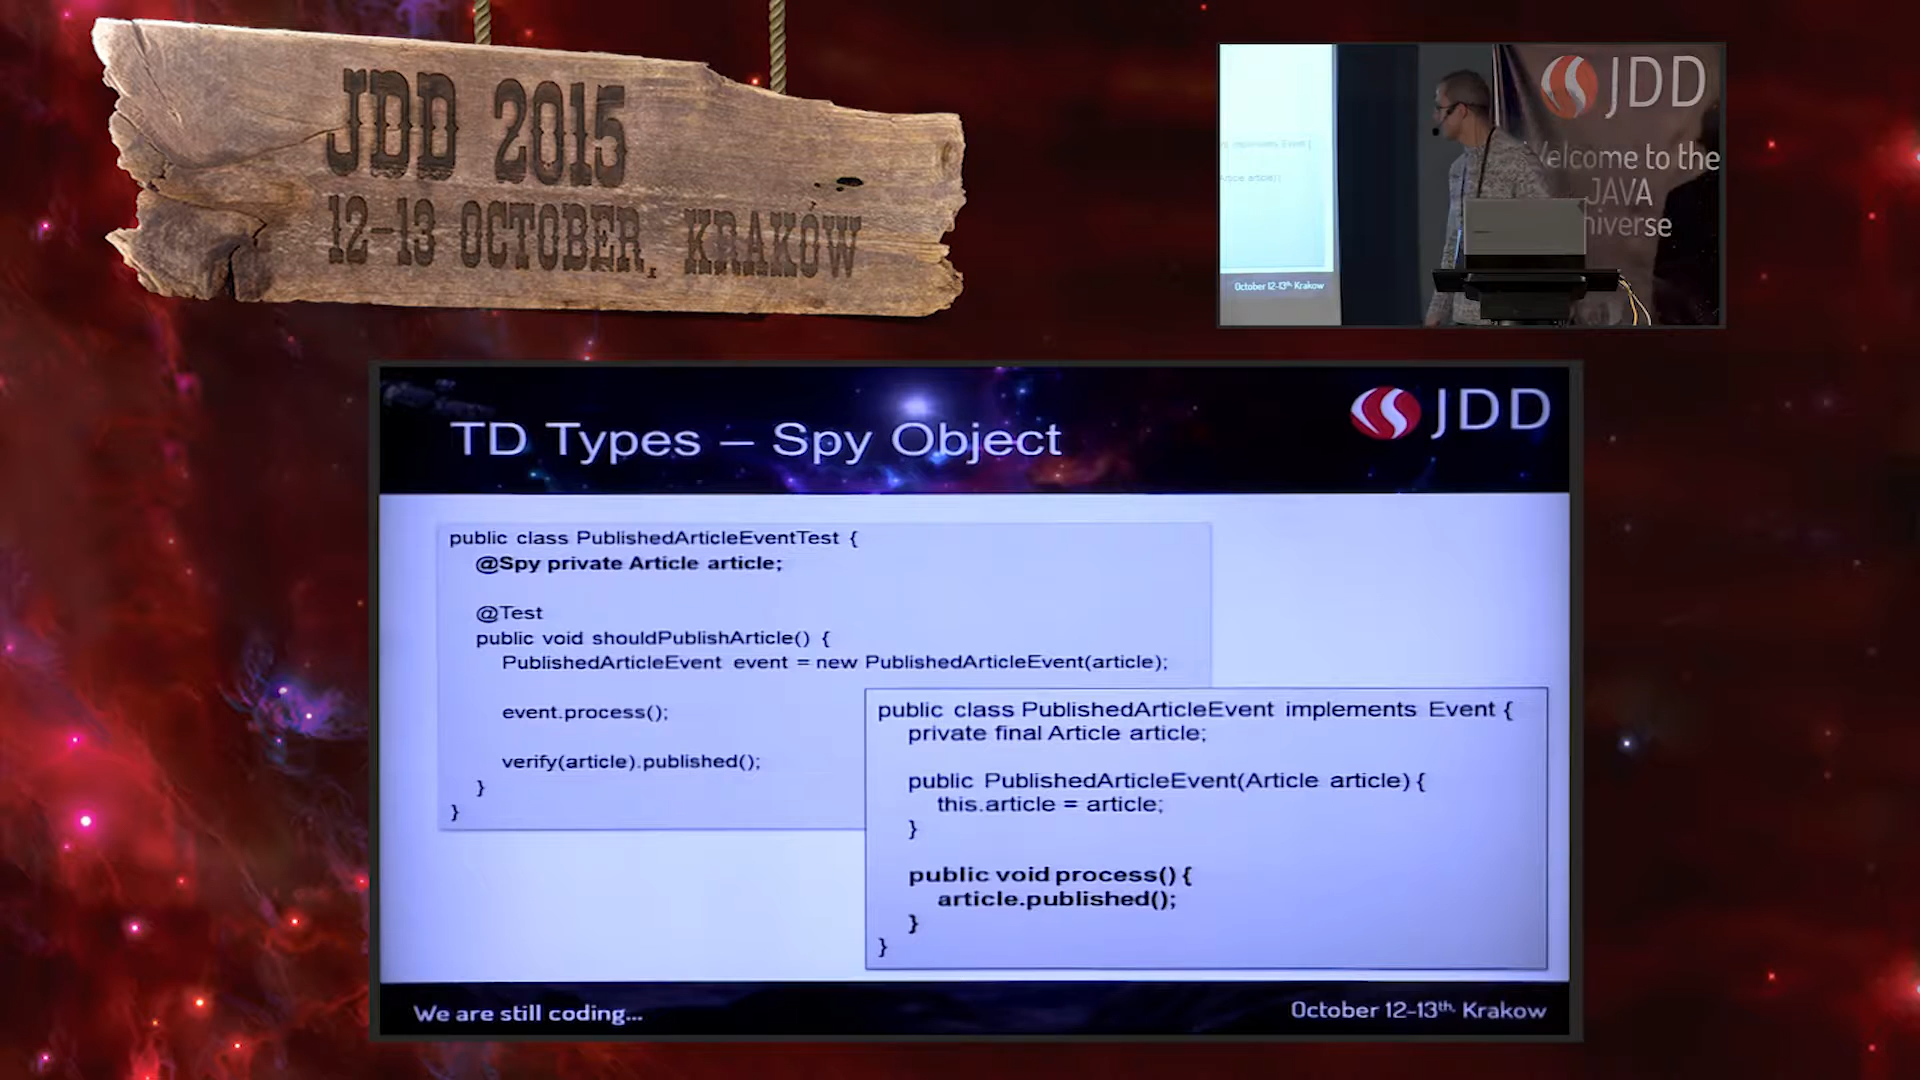 JDD 2015
12-13 OCTOBER, KRAKÓW
JDD
Welcome to the
JAVA
October 12-13th, Krakow
TD Types – Spy Object
JDD
public class PublishedArticleEventTest {
@Spy private Article article;
@Test
public void shouldPublishArticle() {
PublishedArticleEvent event = new PublishedArticleEvent(article);
event.process();
verify(article).published();
}
}
public class PublishedArticleEvent implements Event {
private final Article article;
public PublishedArticleEvent(Article article) {
this.article = article;
}
public void process() {
article.published();
}
}
We are still coding...
October 12-13th, Krakow